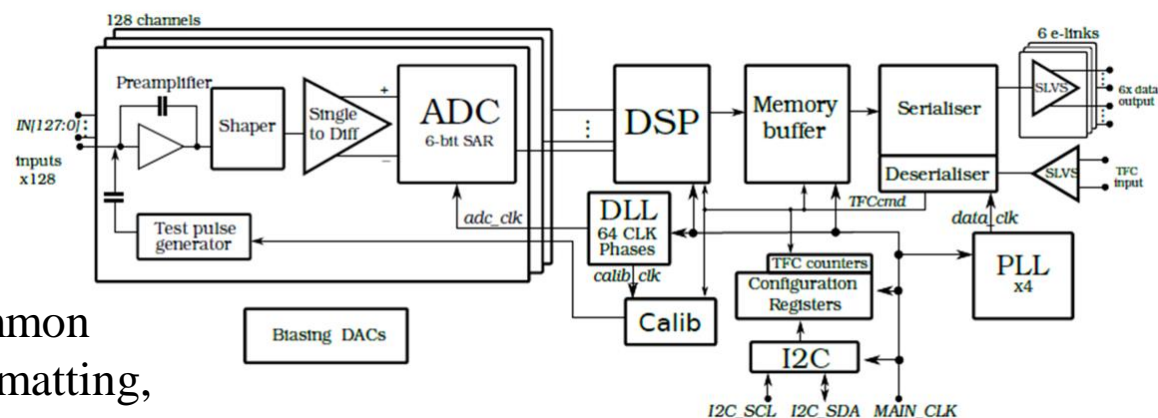 128 channels
Preamplifier
IN[127:0]
inputs
x128
Shaper
Single
to Diff
+
−
ADC
6-bit SAR
Test pulse
generator
adc_clk
DSP
DLL
64 CLK
Phases
calib_clk
Calib
Memory
buffer
Serialiser
Deserialiser
6 e-links
SLVS
6x data
output
SLVS
TFC
input
TFCcmd
data_clk
TFC counters
Configuration
Registers
PLL
x4
I2C
I2C_SCL
I2C_SDA
MAIN_CLK
Biasing DACs
mmon
matting,